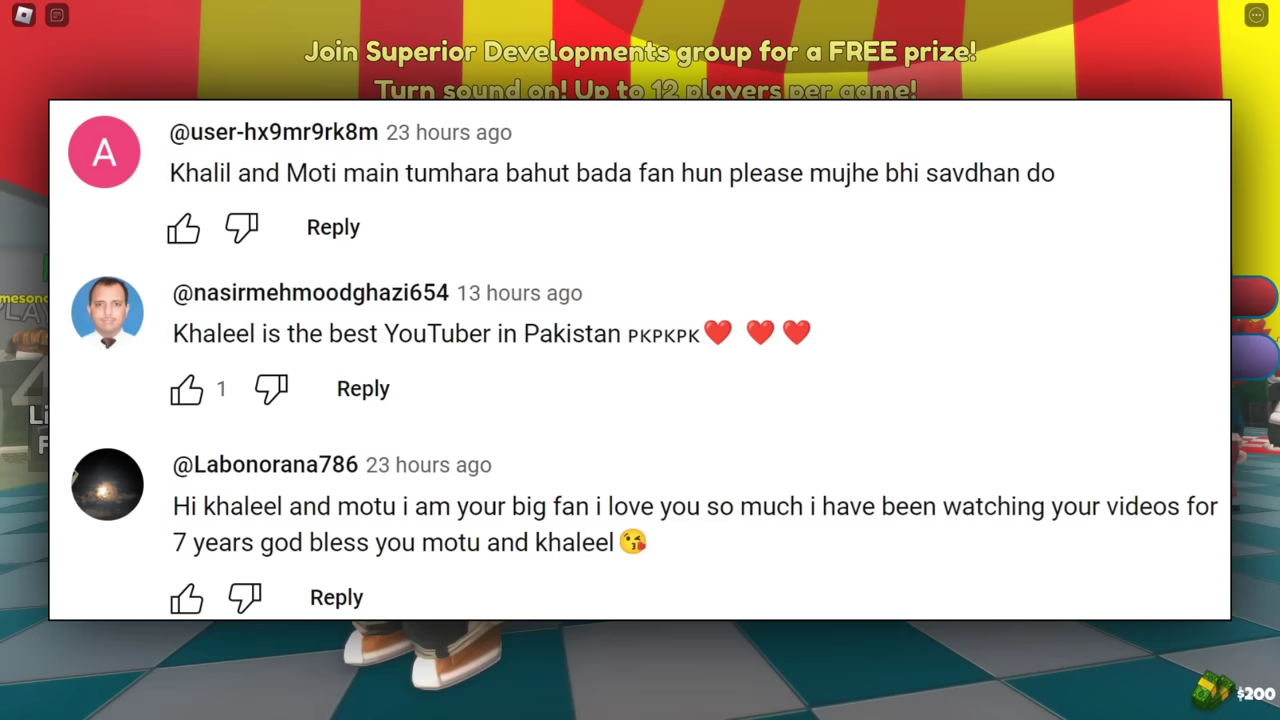 Join Superior Developments group for a FREE prize!
Turn sound on! Up to 12 players per game!
@user-hx9mr9rk8m 23 hours ago
A
Khalil and Moti main tumhara bahut bada fan hun please mujhe bhi savdhan do
Reply
@nasirmehmoodghazi654 13 hours ago
Khaleel is the best YouTuber in Pakistan PKPKPK❤️ ❤️ ❤️
1 Reply
@Labonorana786 23 hours ago
Hi khaleel and motu i am your big fan i love you so much i have been watching your videos for
7 years god bless you motu and khaleel😘
Reply
$200